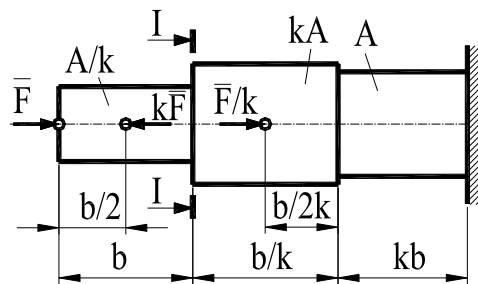 I kA A
A/k
F̅ kF̅ F̅/k
b/2 I b/2k
b b/k kb